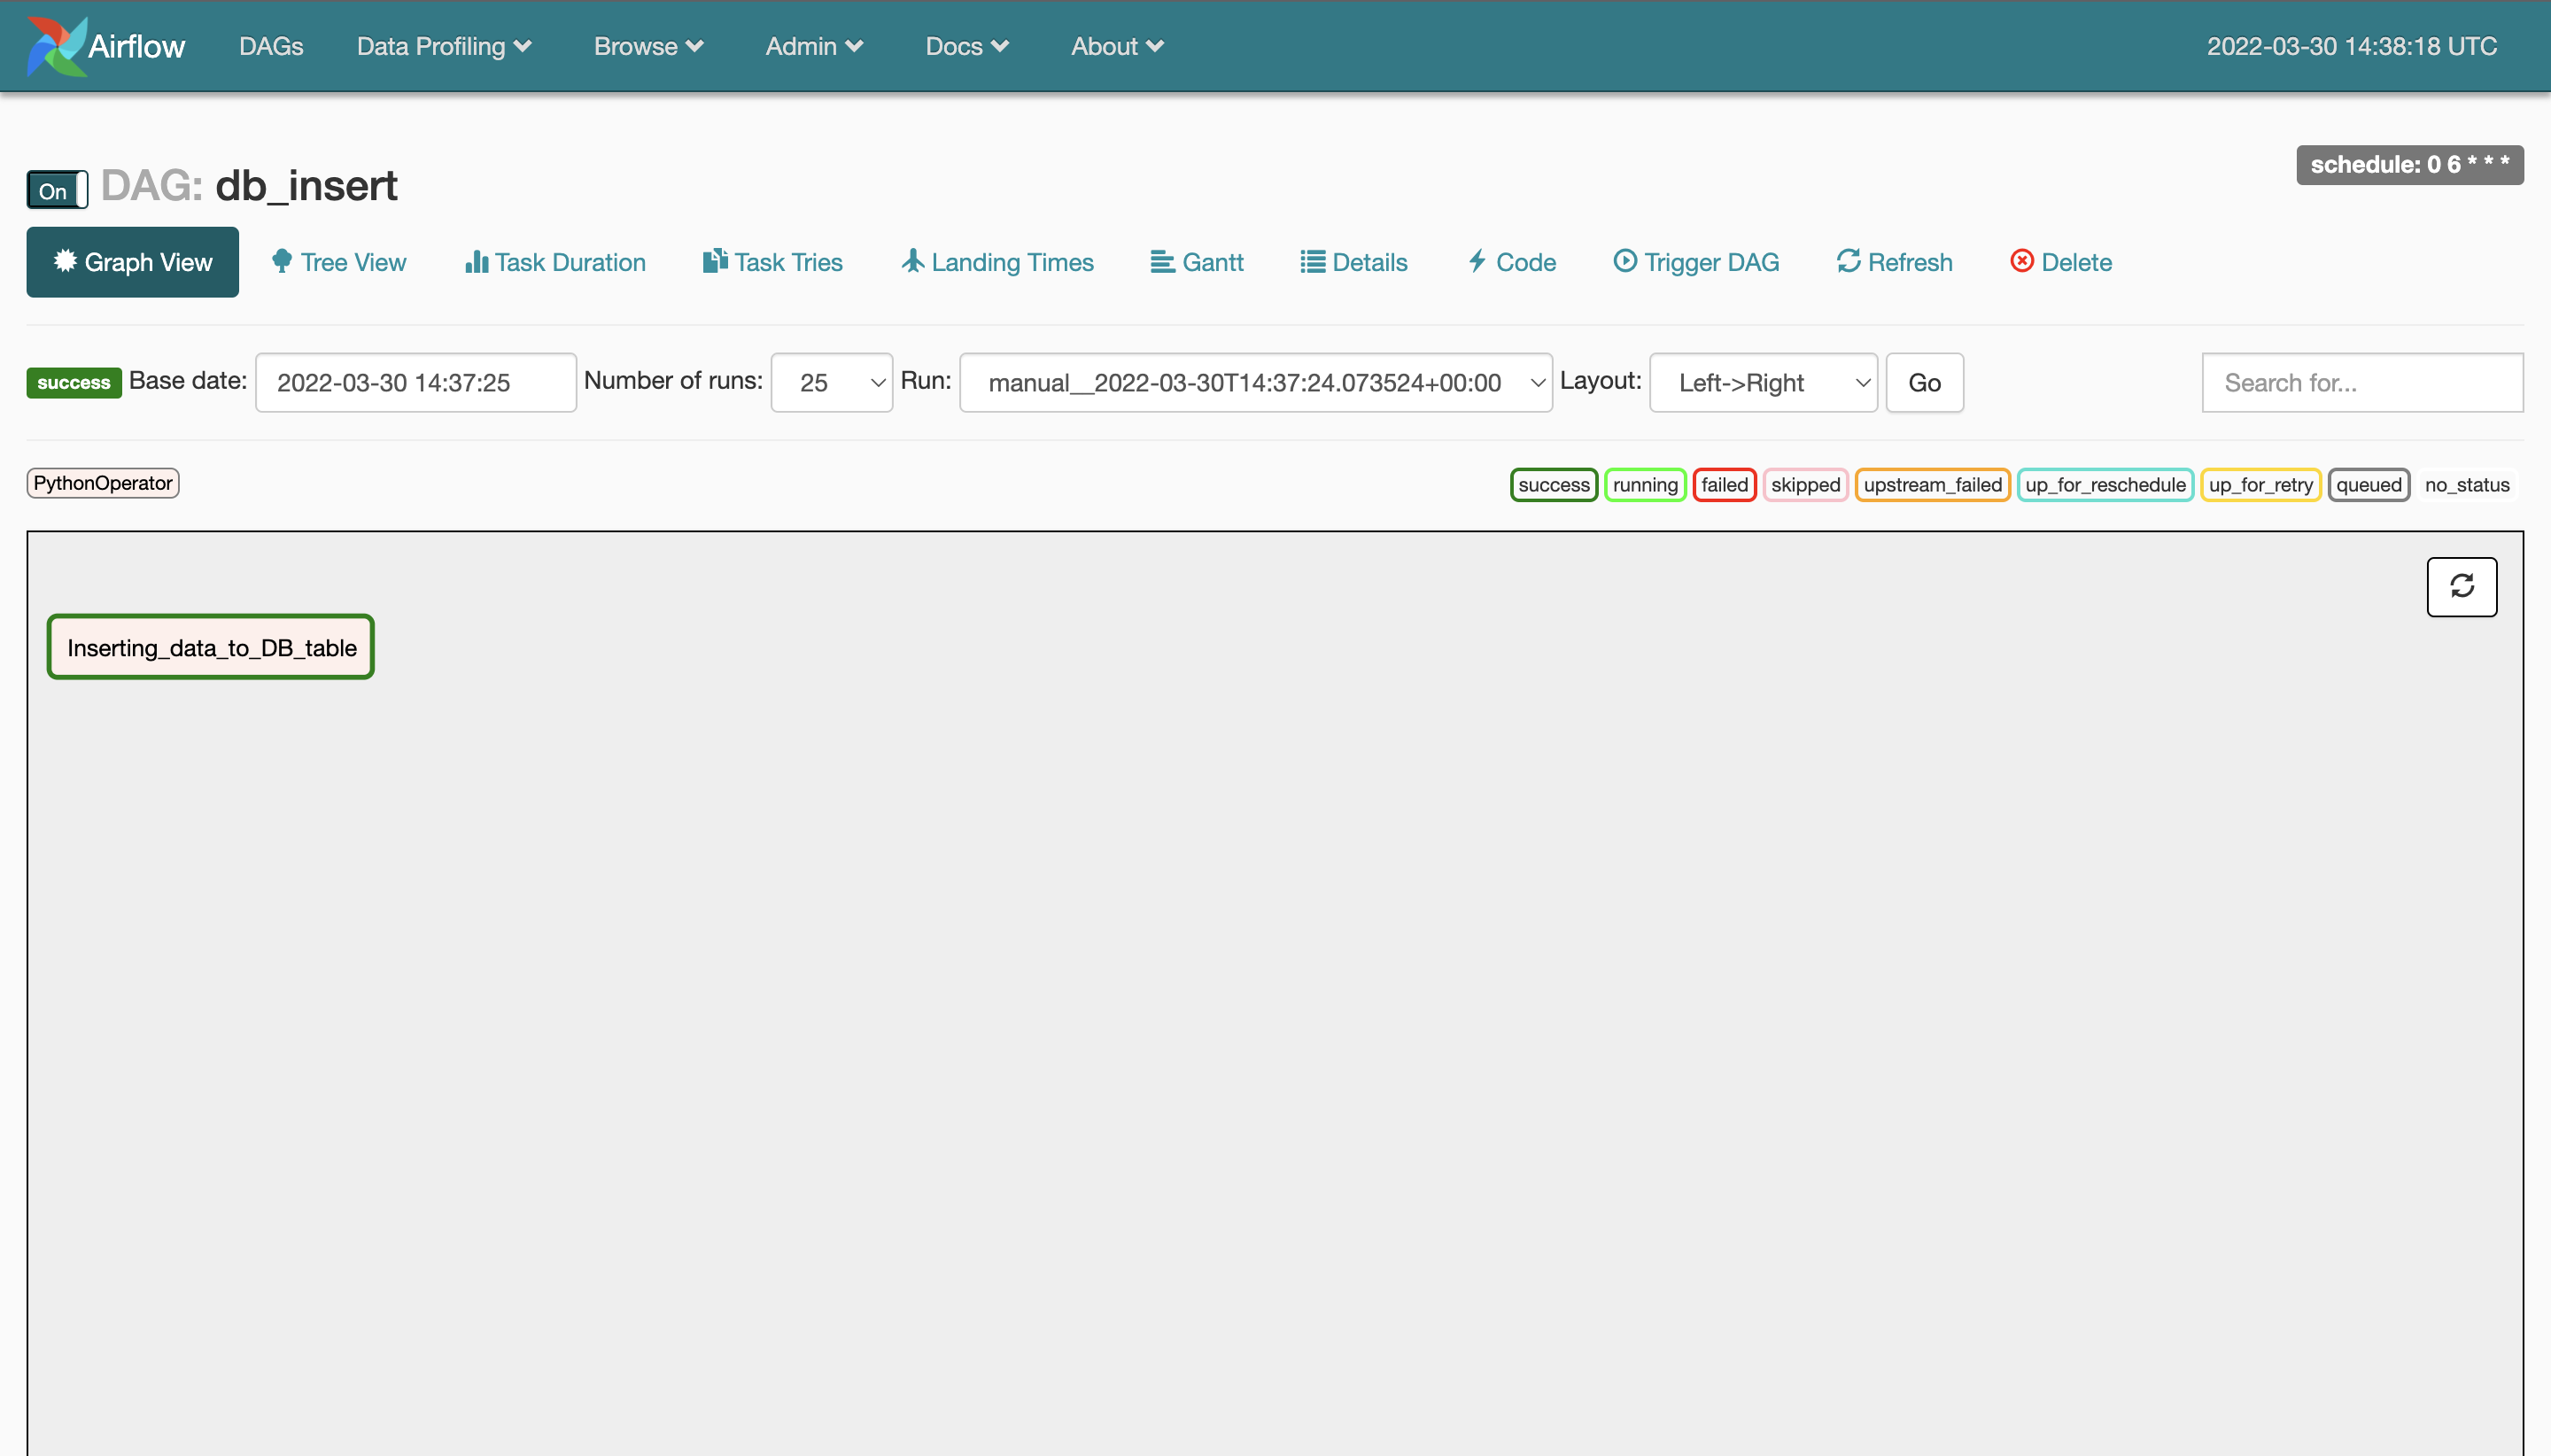 Airflow DAGs Data Profiling Browse Admin Docs About 2022-03-30 14:38:18 UTC
schedule: 0 6 * * *
On DAG: db_insert
Graph View Tree View Task Duration Task Tries Landing Times Gantt Details Code Trigger DAG Refresh Delete
success Base date: 2022-03-30 14:37:25 Number of runs: 25 Run: manual__2022-03-30T14:37:24.073524+00:00 Layout: Left->Right Go Search for...
PythonOperator success running failed skipped upstream_failed up_for_reschedule up_for_retry queued no_status
Inserting_data_to_DB_table